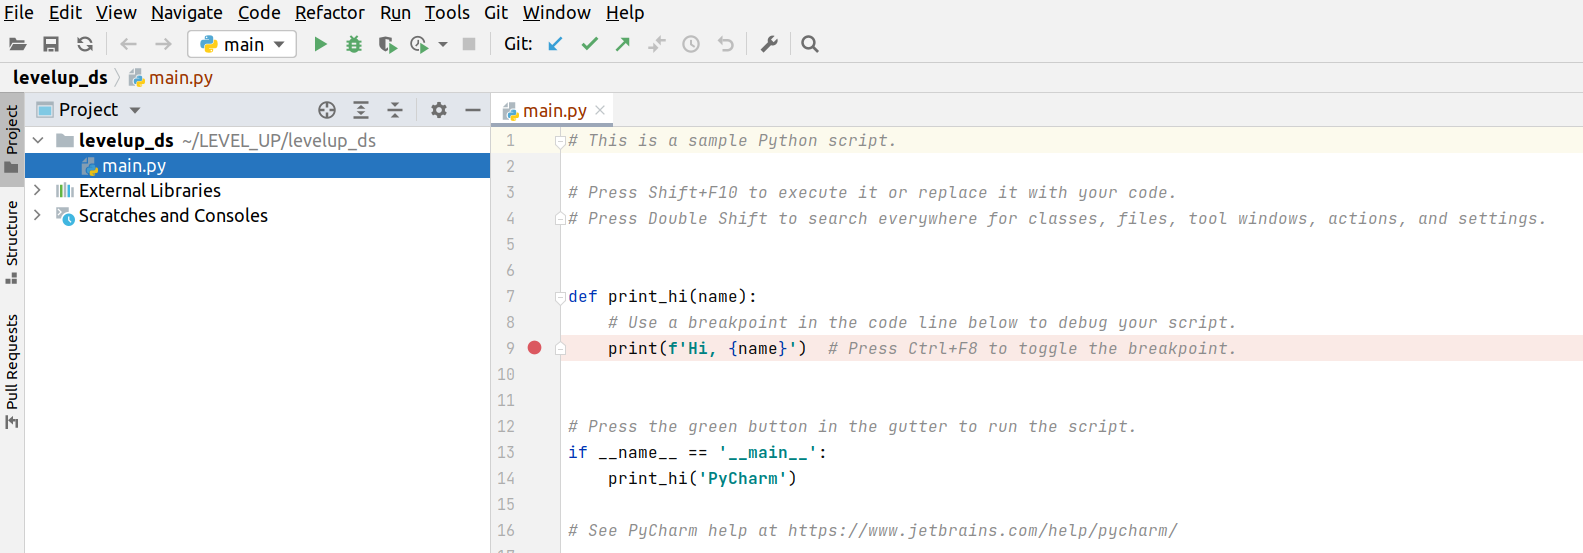 File Edit View Navigate Code Refactor Run Tools Git Window Help
main Git:
levelup_ds main.py
Project main.py
levelup_ds ~/LEVEL_UP/levelup_ds
main.py
External Libraries
Scratches and Consoles
Project
Structure
Pull Requests
1 # This is a sample Python script.
2
3 # Press Shift+F10 to execute it or replace it with your code.
4 # Press Double Shift to search everywhere for classes, files, tool windows, actions, and settings.
5
6
7 def print_hi(name):
8     # Use a breakpoint in the code line below to debug your script.
9     print(f'Hi, {name}')  # Press Ctrl+F8 to toggle the breakpoint.
10
11
12 # Press the green button in the gutter to run the script.
13 if __name__ == '__main__':
14     print_hi('PyCharm')
15
16 # See PyCharm help at https://www.jetbrains.com/help/pycharm/